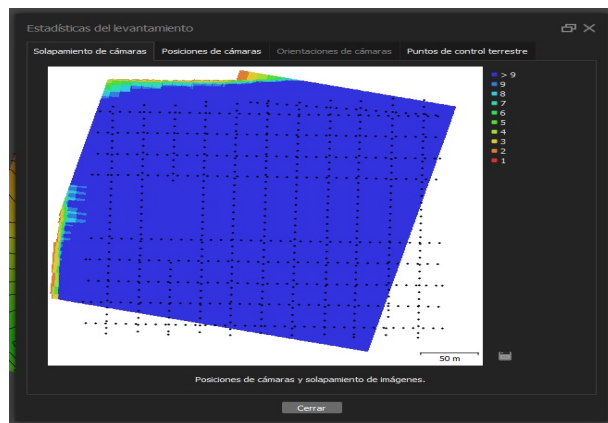 Estadísticas del levantamiento
Solapamiento de cámaras Posiciones de cámaras Orientaciones de cámaras Puntos de control terrestre
> 9
9
8
7
6
5
4
3
2
1
50 m
Posiciones de cámaras y solapamiento de imágenes.
Cerrar